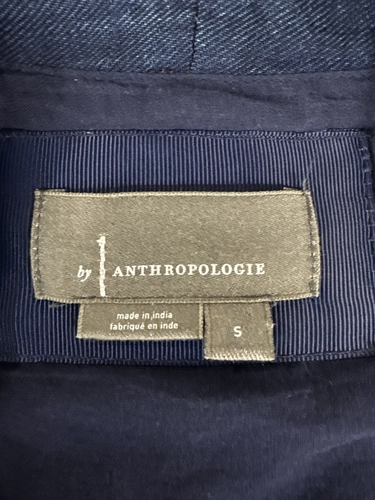 by ANTHROPOLOGIE
made in india
fabriqué en inde
S